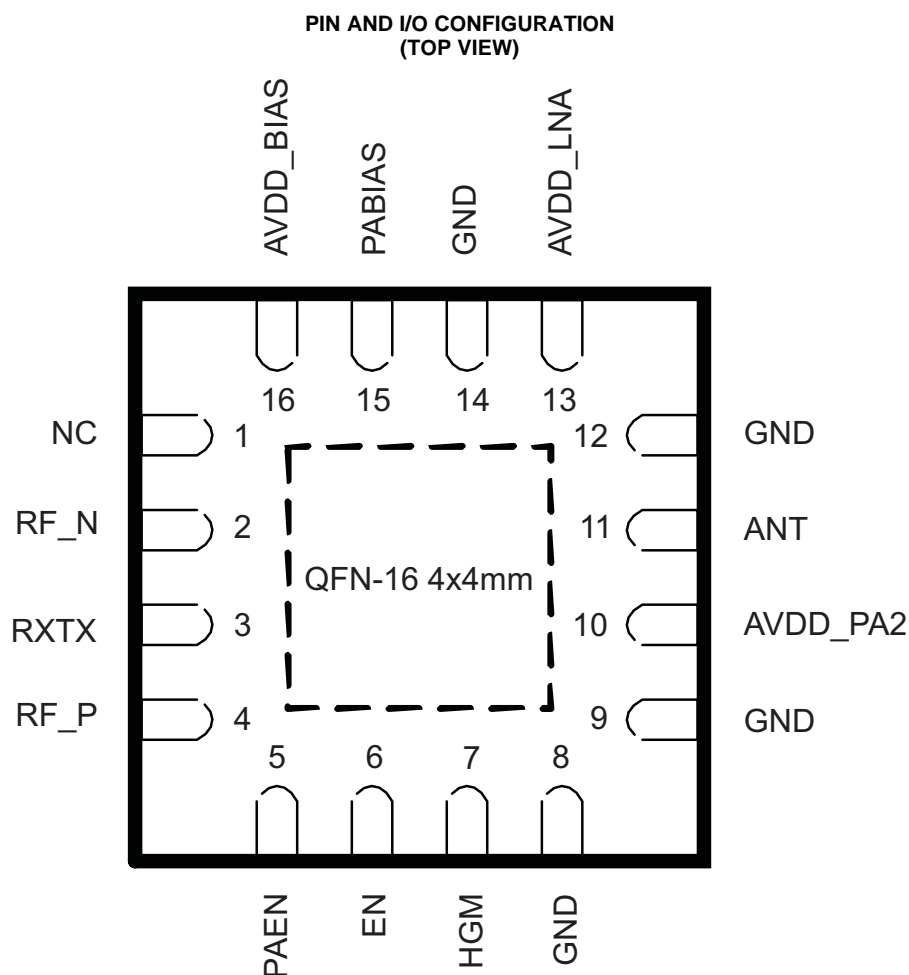 PIN AND I/O CONFIGURATION
(TOP VIEW)
AVDD_BIAS
PABIAS
GND
AVDD_LNA
16
15
14
13
NC
1
12
GND
RF_N
2
11
ANT
QFN-16 4x4mm
RXTX
3
10
AVDD_PA2
RF_P
4
9
GND
5
6
7
8
PAEN
EN
HGM
GND